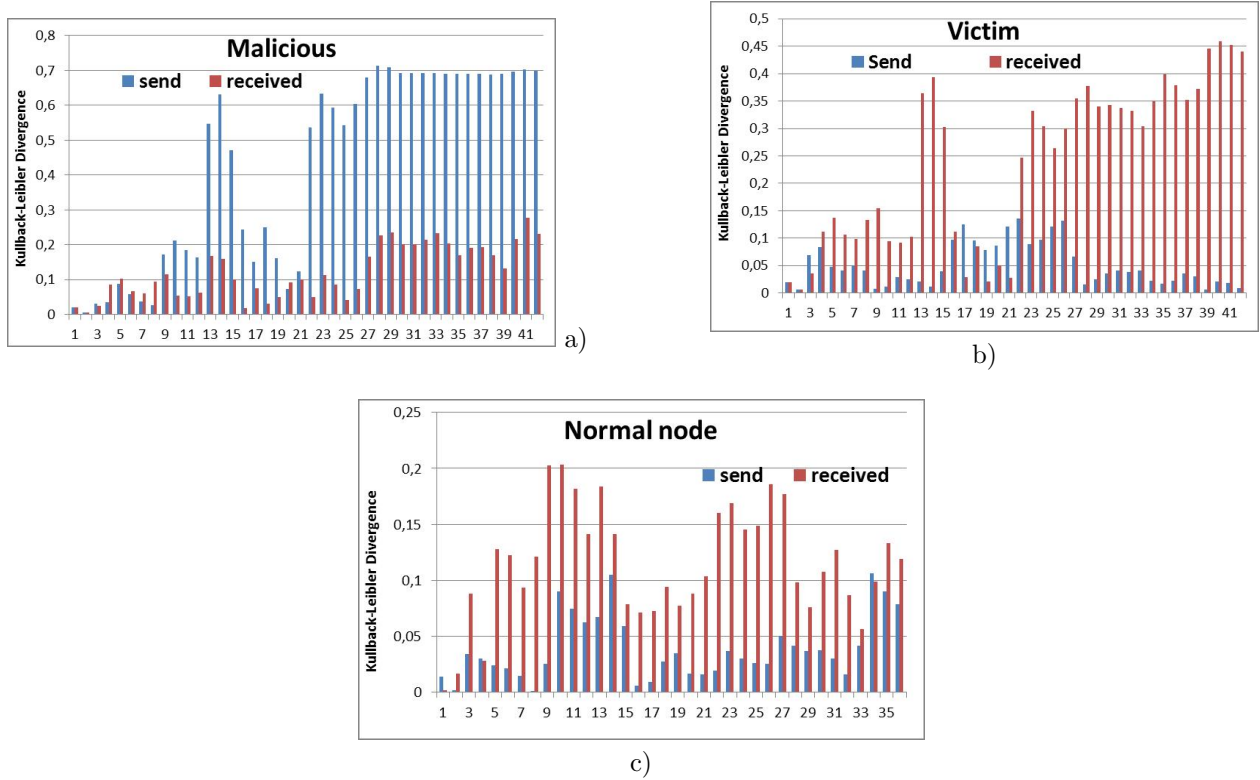 Malicious
send received
Kullback-Leibler Divergence
0,8
0,7
0,6
0,5
0,4
0,3
0,2
0,1
0
1 3 5 7 9 11 13 15 17 19 21 23 25 27 29 31 33 35 37 39 41
a)
Victim
Send received
Kullback-Leibler Divergence
0,5
0,45
0,4
0,35
0,3
0,25
0,2
0,15
0,1
0,05
0
1 3 5 7 9 11 13 15 17 19 21 23 25 27 29 31 33 35 37 39 41
b)
Normal node
send received
Kullback-Leibler Divergence
0,25
0,2
0,15
0,1
0,05
0
1 3 5 7 9 11 13 15 17 19 21 23 25 27 29 31 33 35
c)